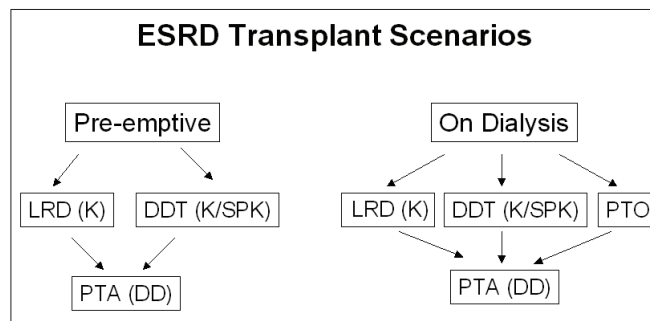 ESRD Transplant Scenarios
Pre-emptive
On Dialysis
LRD (K)
DDT (K/SPK)
LRD (K)
DDT (K/SPK)
PTO
PTA (DD)
PTA (DD)